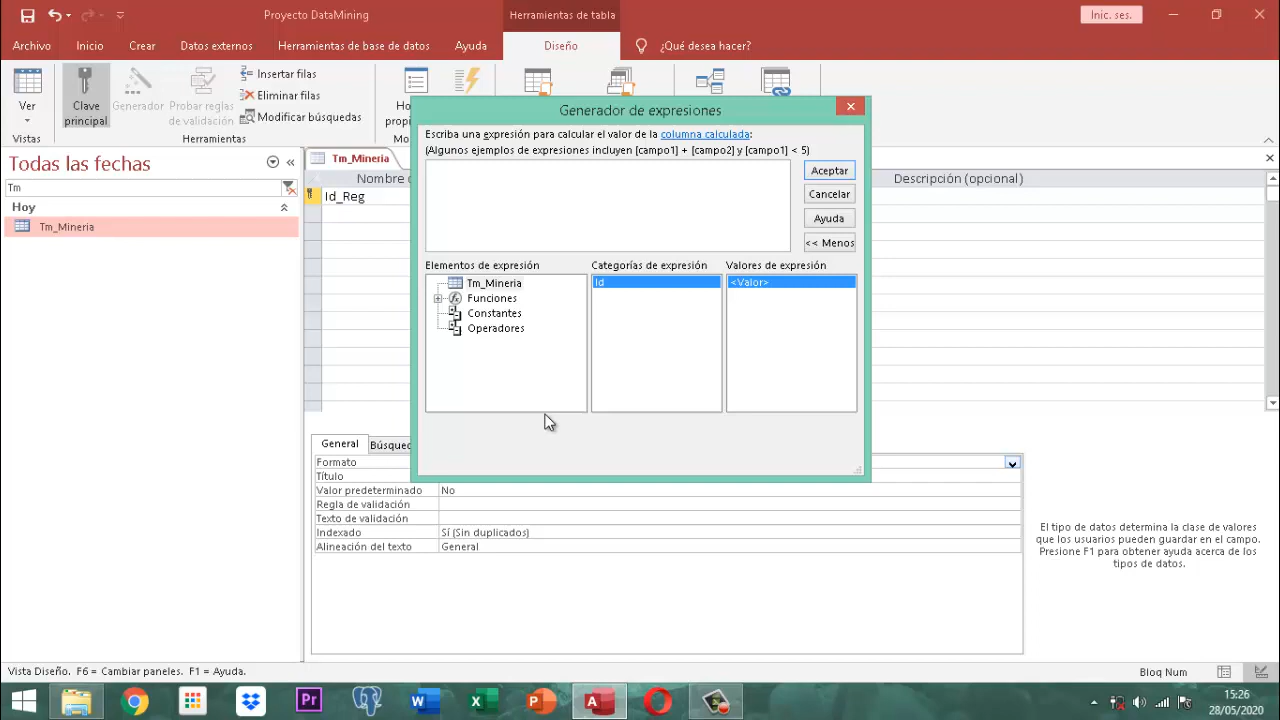 Proyecto DataMining
Herramientas de tabla
Inic. ses.
Archivo
Inicio
Crear
Datos externos
Herramientas de base de datos
Ayuda
Diseño
¿Qué desea hacer?
Ver
Vistas
Clave
principal
Generador
Probar reglas
de validación
Insertar filas
Eliminar filas
Modificar búsquedas
Herramientas
Ho
propi
Mo
Generador de expresiones
Escriba una expresión para calcular el valor de la columna calculada:
(Algunos ejemplos de expresiones incluyen [campo1] + [campo2] y [campo1] < 5)
Aceptar
Cancelar
Ayuda
<< Menos
Elementos de expresión
Categorías de expresión
Valores de expresión
Tm_Mineria
Funciones
Constantes
Operadores
Id
<Valor>
Todas las fechas
Tm
Hoy
Tm_Mineria
Tm_Mineria
Nombre
Descripción (opcional)
Id_Reg
General
Búsqued
Formato
Título
Valor predeterminado No
Regla de validación
Texto de validación
Indexado Sí (Sin duplicados)
Alineación del texto General
El tipo de datos determina la clase de valores
que los usuarios pueden guardar en el campo.
Presione F1 para obtener ayuda acerca de los
tipos de datos.
Vista Diseño. F6 = Cambiar paneles. F1 = Ayuda.
Bloq Num
Pr
W
X
P
A
15:26
28/05/2020